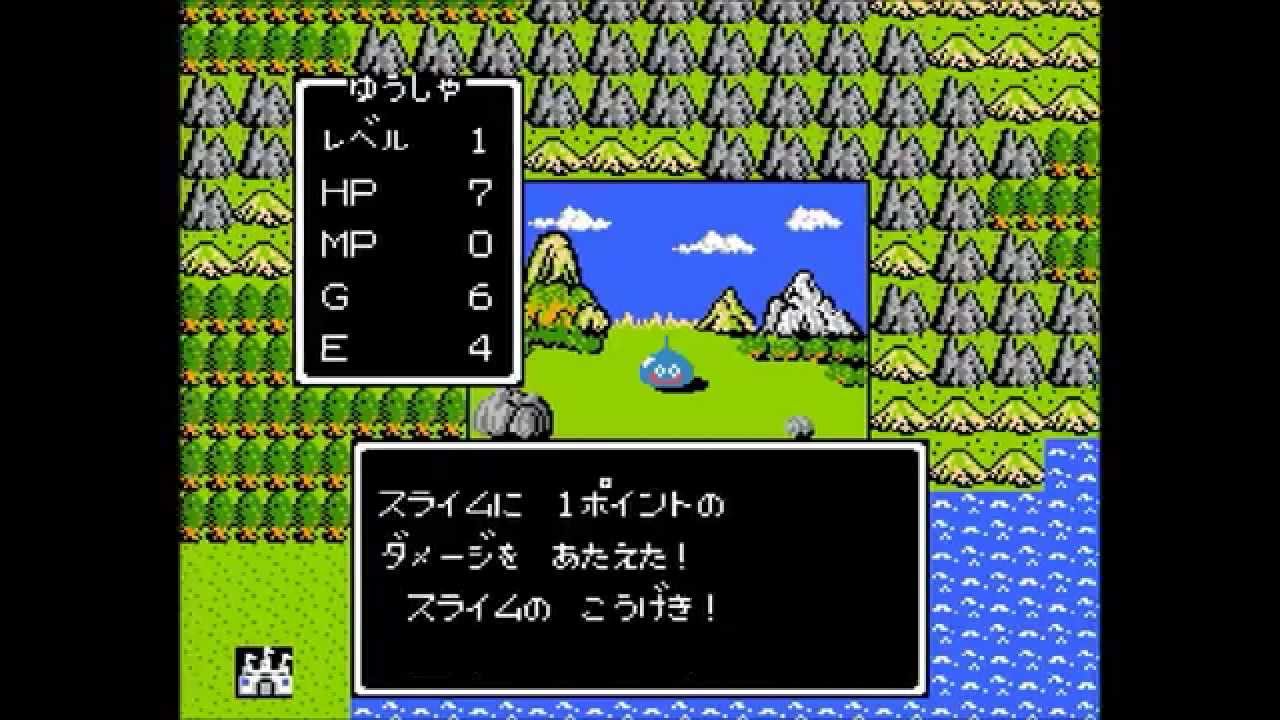 ゆうしゃ
レベル 1
HP 7
MP 0
G 6
E 4
スライムに 1ポイントの
ダメージを あたえた!
スライムの こうげき!